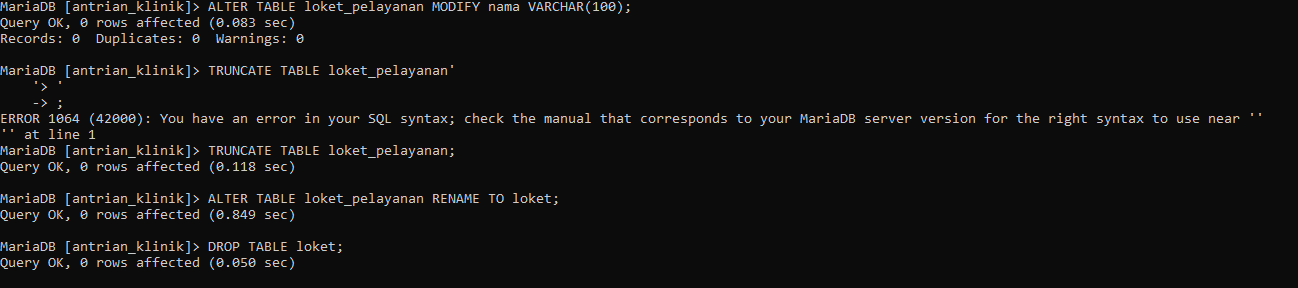 MariaDB [antrian_klinik]> ALTER TABLE loket_pelayanan MODIFY nama VARCHAR(100);
Query OK, 0 rows affected (0.083 sec)
Records: 0  Duplicates: 0  Warnings: 0
MariaDB [antrian_klinik]> TRUNCATE TABLE loket_pelayanan'
    '> '
    -> ;
ERROR 1064 (42000): You have an error in your SQL syntax; check the manual that corresponds to your MariaDB server version for the right syntax to use near ''
'' at line 1
MariaDB [antrian_klinik]> TRUNCATE TABLE loket_pelayanan;
Query OK, 0 rows affected (0.118 sec)
MariaDB [antrian_klinik]> ALTER TABLE loket_pelayanan RENAME TO loket;
Query OK, 0 rows affected (0.849 sec)
MariaDB [antrian_klinik]> DROP TABLE loket;
Query OK, 0 rows affected (0.050 sec)